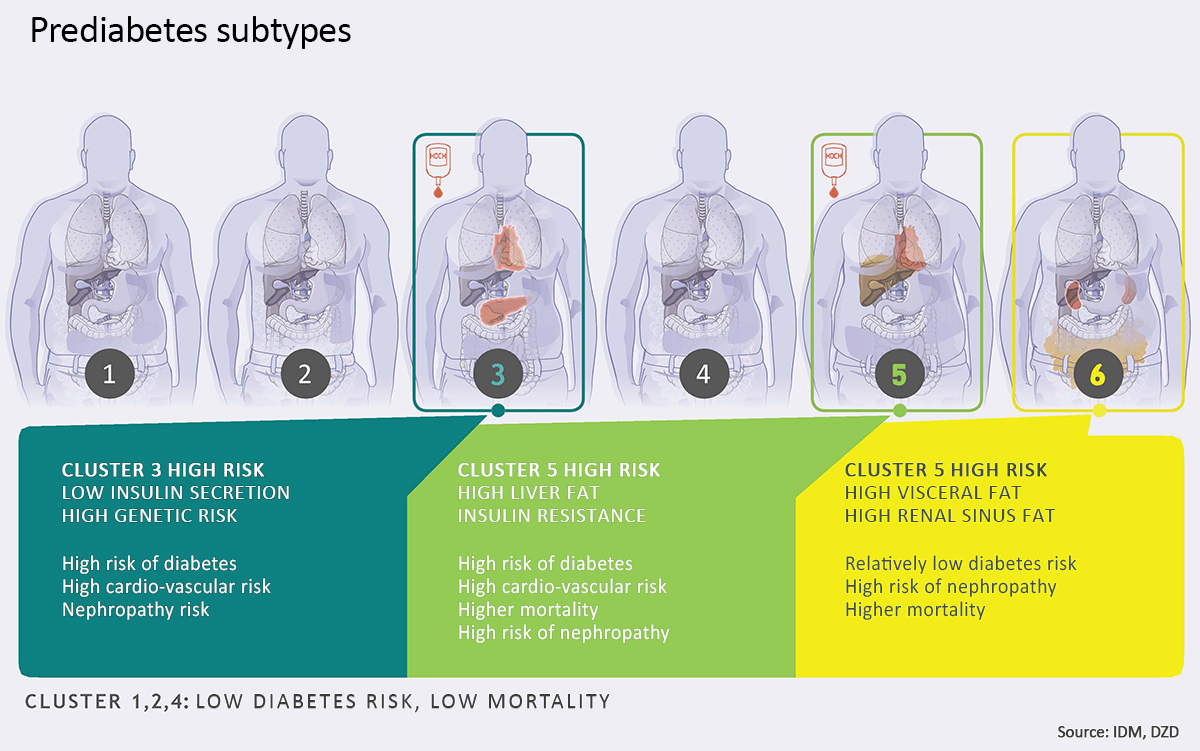 Prediabetes subtypes
HOCH
HOCH
1
2
3
4
5
6
CLUSTER 3 HIGH RISK
LOW INSULIN SECRETION
HIGH GENETIC RISK
High risk of diabetes
High cardio-vascular risk
Nephropathy risk
CLUSTER 5 HIGH RISK
HIGH LIVER FAT
INSULIN RESISTANCE
High risk of diabetes
High cardio-vascular risk
Higher mortality
High risk of nephropathy
CLUSTER 5 HIGH RISK
HIGH VISCERAL FAT
HIGH RENAL SINUS FAT
Relatively low diabetes risk
High risk of nephropathy
Higher mortality
CLUSTER 1,2,4: LOW DIABETES RISK, LOW MORTALITY
Source: IDM, DZD